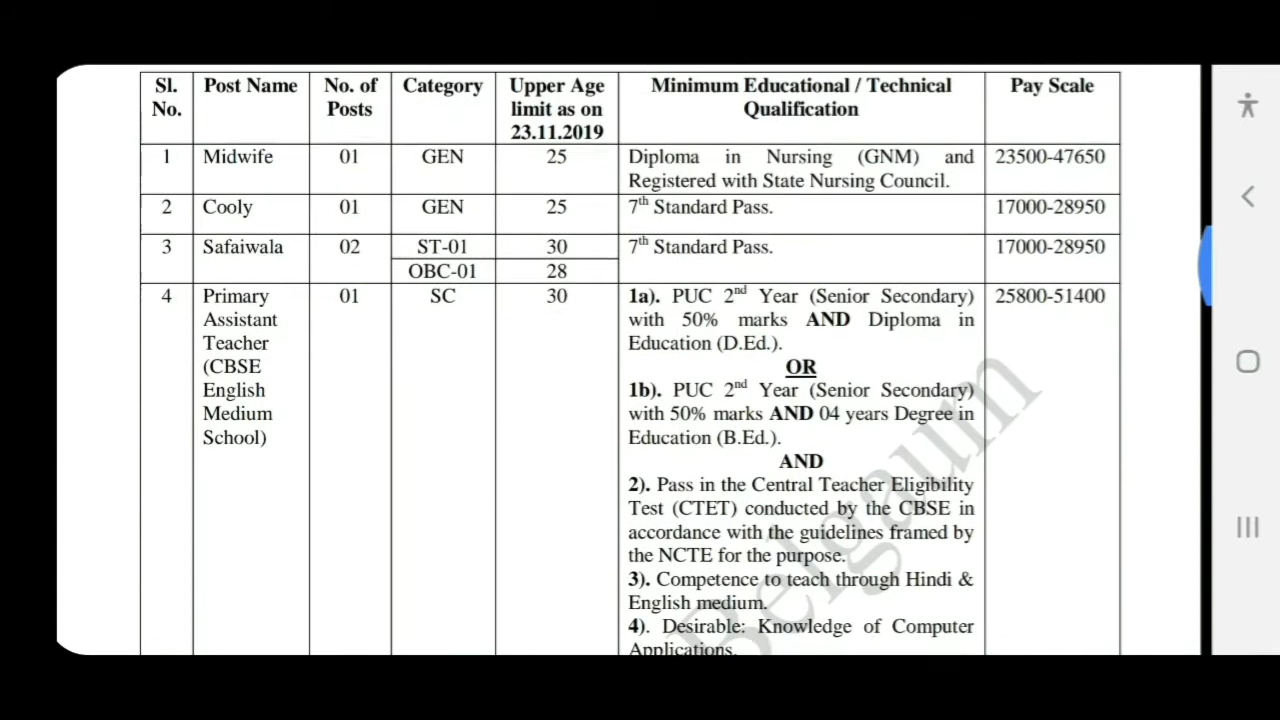 Sl. No. Post Name No. of Posts Category Upper Age limit as on 23.11.2019 Minimum Educational / Technical Qualification Pay Scale
1 Midwife 01 GEN 25 Diploma in Nursing (GNM) and Registered with State Nursing Council. 23500-47650
2 Cooly 01 GEN 25 7th Standard Pass. 17000-28950
3 Safaiwala 02 ST-01 30 7th Standard Pass. 17000-28950
OBC-01 28
4 Primary Assistant Teacher (CBSE English Medium School) 01 SC 30 1a). PUC 2nd Year (Senior Secondary) 25800-51400
with 50% marks AND Diploma in
Education (D.Ed.).
OR
1b). PUC 2nd Year (Senior Secondary)
with 50% marks AND 04 years Degree in
Education (B.Ed.).
AND
2). Pass in the Central Teacher Eligibility
Test (CTET) conducted by the CBSE in
accordance with the guidelines framed by
the NCTE for the purpose.
3). Competence to teach through Hindi &
English medium.
4). Desirable: Knowledge of Computer
Applications.
Belgaum